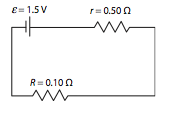 ε = 1.5 V
r = 0.50 Ω
R = 0.10 Ω